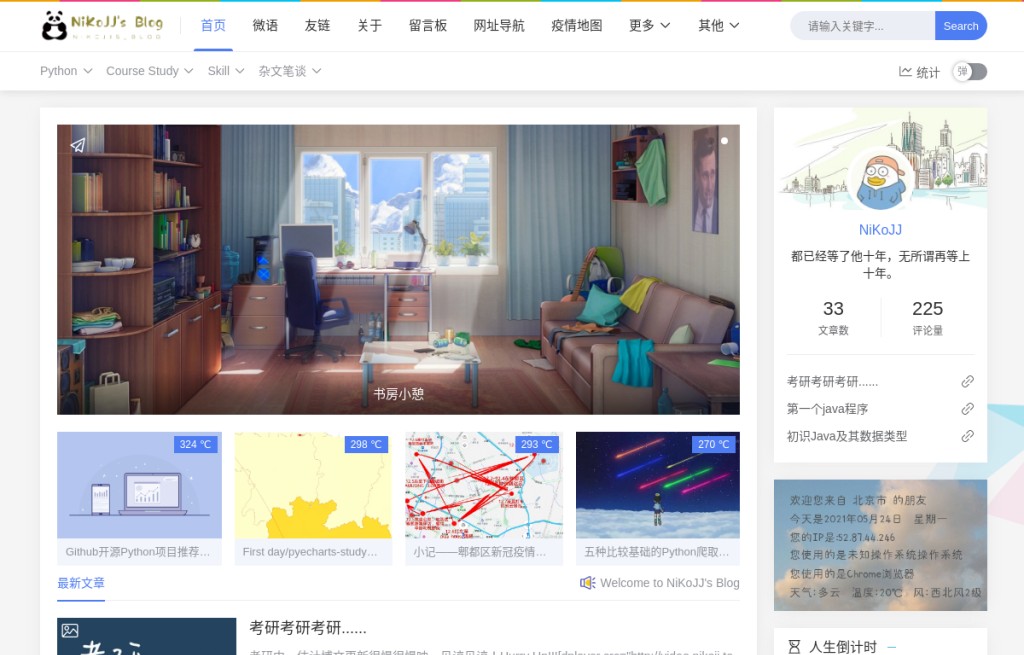 NiKoJJ's Blog
NIKOJJS_BLOG
首页 微语 友链 关于 留言板 网址导航 疫情地图 更多 其他
请输入关键字...
Search
Python Course Study Skill 杂文笔谈
统计
弹
书房小憩
NiKoJJ
都已经等了他十年，无所谓再等上
十年。
33 225
文章数 评论量
考研考研考研......
第一个java程序
初识Java及其数据类型
324 ℃
Github开源Python项目推荐...
298 ℃
First day/pyecharts-study...
293 ℃
小记——郫都区新冠疫情...
270 ℃
五种比较基础的Python爬取...
最新文章
Welcome to NiKoJJ's Blog
考研考研考研......
欢迎您来自 北京市 的朋友
今天是2021年05月24日 星期一
您的IP是:52.87.44.246
您使用的是未知操作系统操作系统
您使用的是Chrome浏览器
天气:多云 温度:20℃ 风:西北风2级
人生倒计时